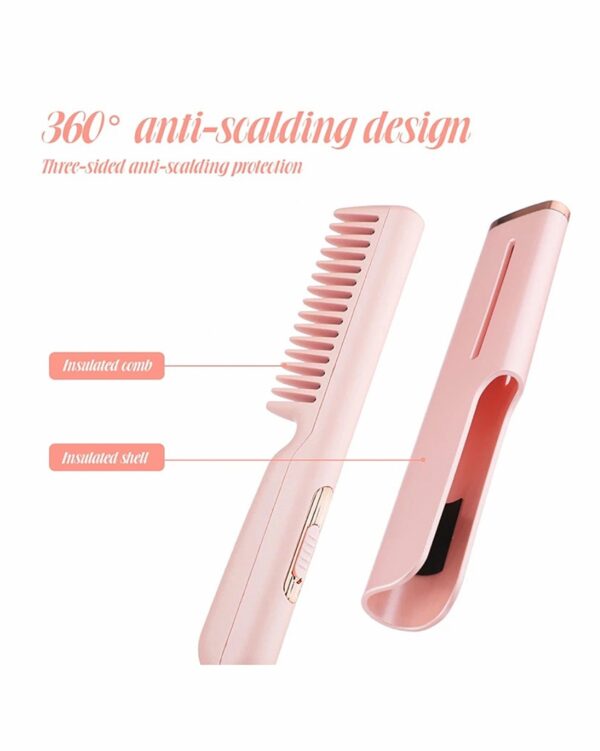 360° anti-scalding design
Three-sided anti-scalding protection
Insulated comb
Insulated shell